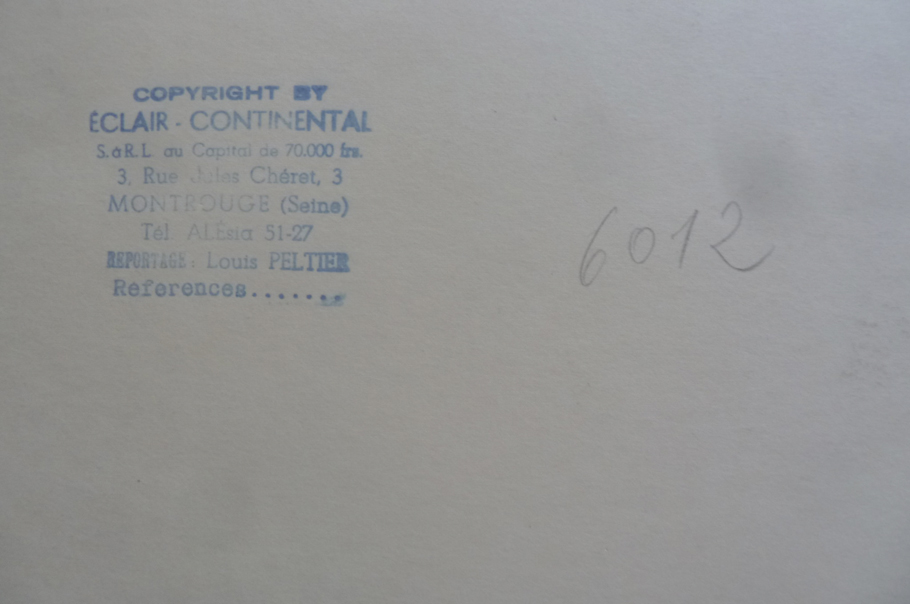 COPYRIGHT BY
ÉCLAIR - CONTINENTAL
S. à R. L. au Capital de 70.000 frs.
3, Rue Jules Chéret, 3
MONTROUGE (Seine)
Tél. ALÉsia 51-27
REPORTAGE: Louis PELTIER
References.......
6012